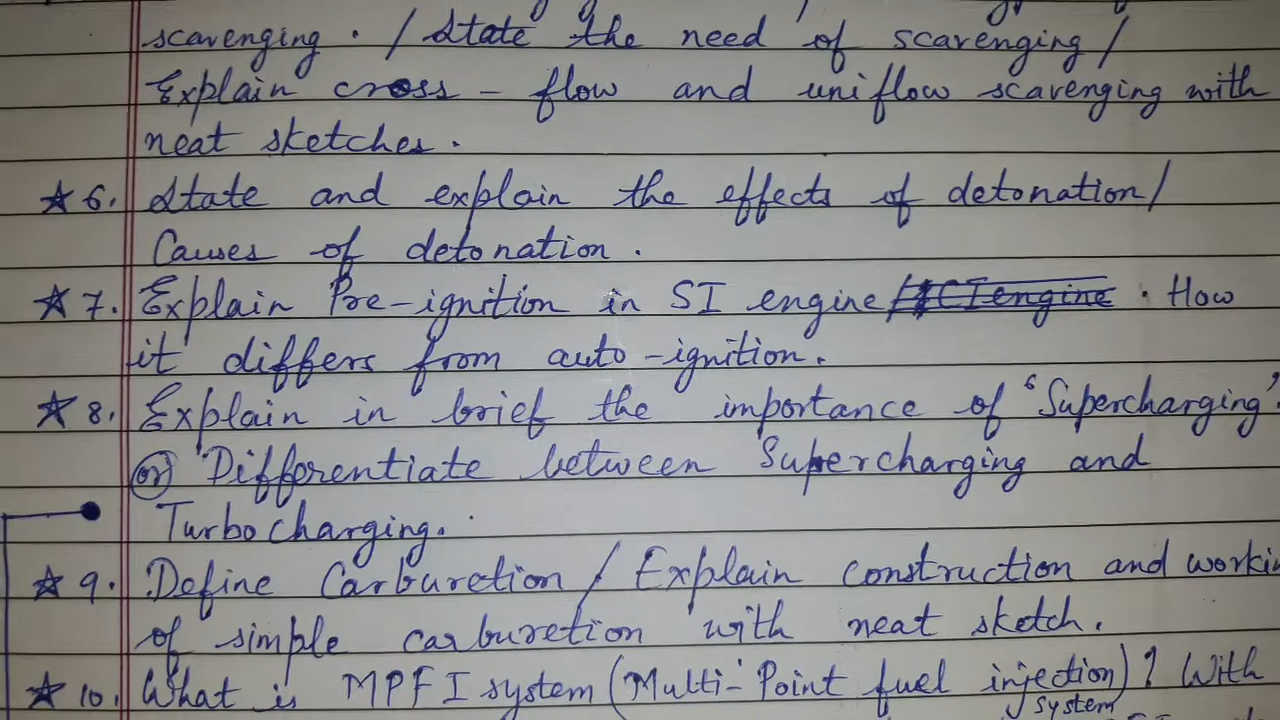 scavenging. / State the need of scavenging /
Explain cross - flow and uniflow scavenging with
neat sketches.
★ 6. State and explain the effects of detonation /
Causes of detonation.
★ 7. Explain Pre-ignition in SI engine / CI engine. How
it differs from auto-ignition.
★ 8. Explain in brief the importance of 'Supercharging'.
or) Differentiate between Supercharging and
Turbocharging.
★ 9. Define Carburetion / Explain construction and workin
of simple carburetion with neat sketch.
★ 10. What is MPFI system (Multi-Point fuel injection)? With
system